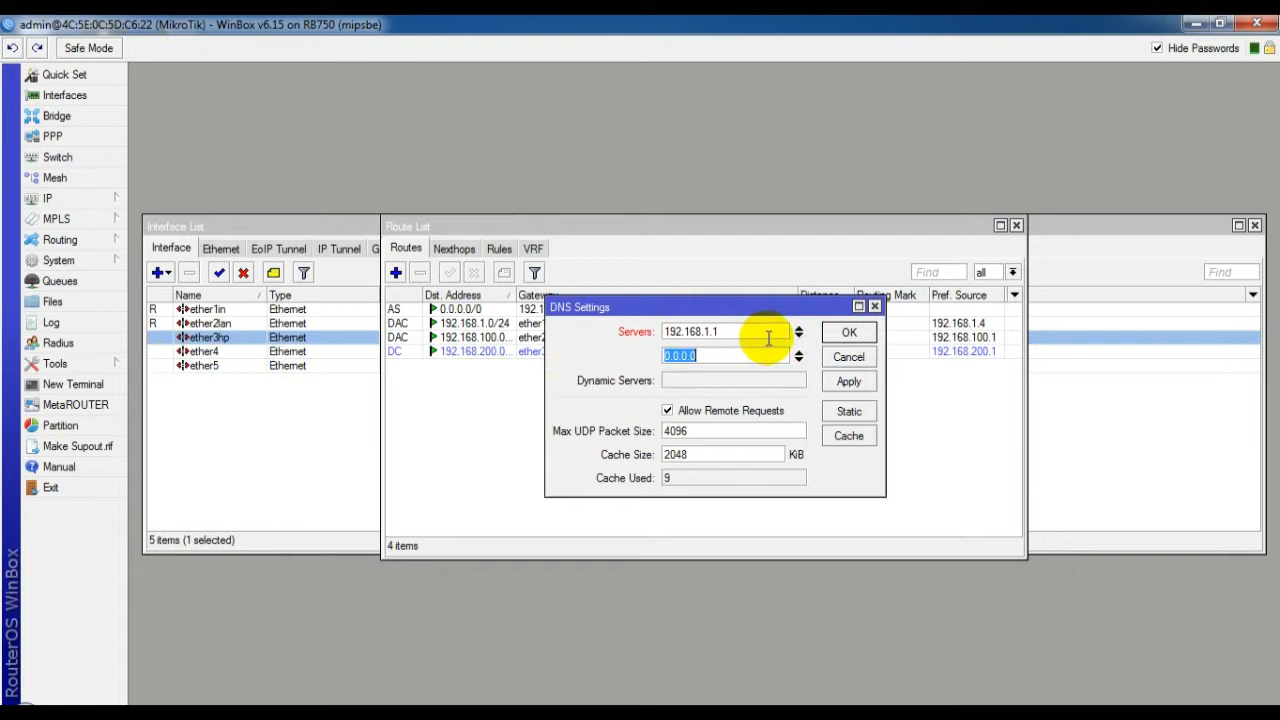 admin@4C:5E:0C:5D:C6:22 (MikroTik) - WinBox v6.15 on RB750 (mipsbe)
Safe Mode
Hide Passwords
Quick Set
Interfaces
Bridge
PPP
Switch
Mesh
IP
MPLS
Routing
System
Queues
Files
Log
Radius
Tools
New Terminal
MetaROUTER
Partition
Make Supout.rif
Manual
Exit
RouterOS WinBox
Interface List
Interface Ethernet EoIP Tunnel IP Tunnel G
Name Type
R ether1in Ethernet
R ether2lan Ethernet
ether3hp Ethernet
ether4 Ethernet
ether5 Ethernet
5 items (1 selected)
Route List
Routes Nexthops Rules VRF
Find all
Dst. Address Gateway Distance Routing Mark Pref. Source
AS 0.0.0.0/0 192.1
DAC 192.168.1.0/24 ether1 192.168.1.4
DAC 192.168.100.0... ether2 192.168.100.1
DC 192.168.200.0... ether3 192.168.200.1
4 items
Find
DNS Settings
Servers: 192.168.1.1
0.0.0.0
Dynamic Servers:
Allow Remote Requests
Max UDP Packet Size: 4096
Cache Size: 2048 KiB
Cache Used: 9
OK
Cancel
Apply
Static
Cache